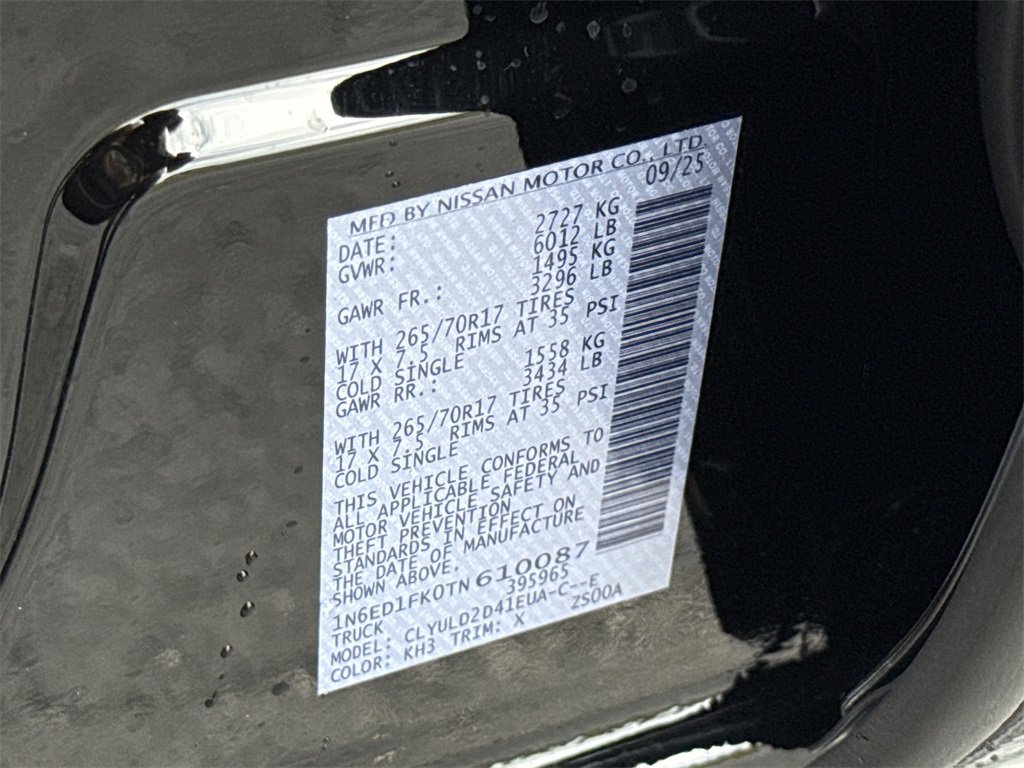 MFD BY NISSAN MOTOR CO., LTD.
DATE: 09/25
GVWR: 2727 KG
6012 LB
GAWR FR.: 1495 KG
3296 LB
WITH 265/70R17 TIRES
17 X 7.5 RIMS AT 35 PSI
COLD SINGLE
GAWR RR.: 1558 KG
3434 LB
WITH 265/70R17 TIRES
17 X 7.5 RIMS AT 35 PSI
COLD SINGLE
THIS VEHICLE CONFORMS TO
ALL APPLICABLE FEDERAL
MOTOR VEHICLE SAFETY AND
THEFT PREVENTION
STANDARDS IN EFFECT ON
THE DATE OF MANUFACTURE
SHOWN ABOVE.
1N6ED1FK0TN610087
TRUCK 395965
MODEL: CLYULD2D41EUA-C--E
COLOR: KH3 TRIM: X ZS00A